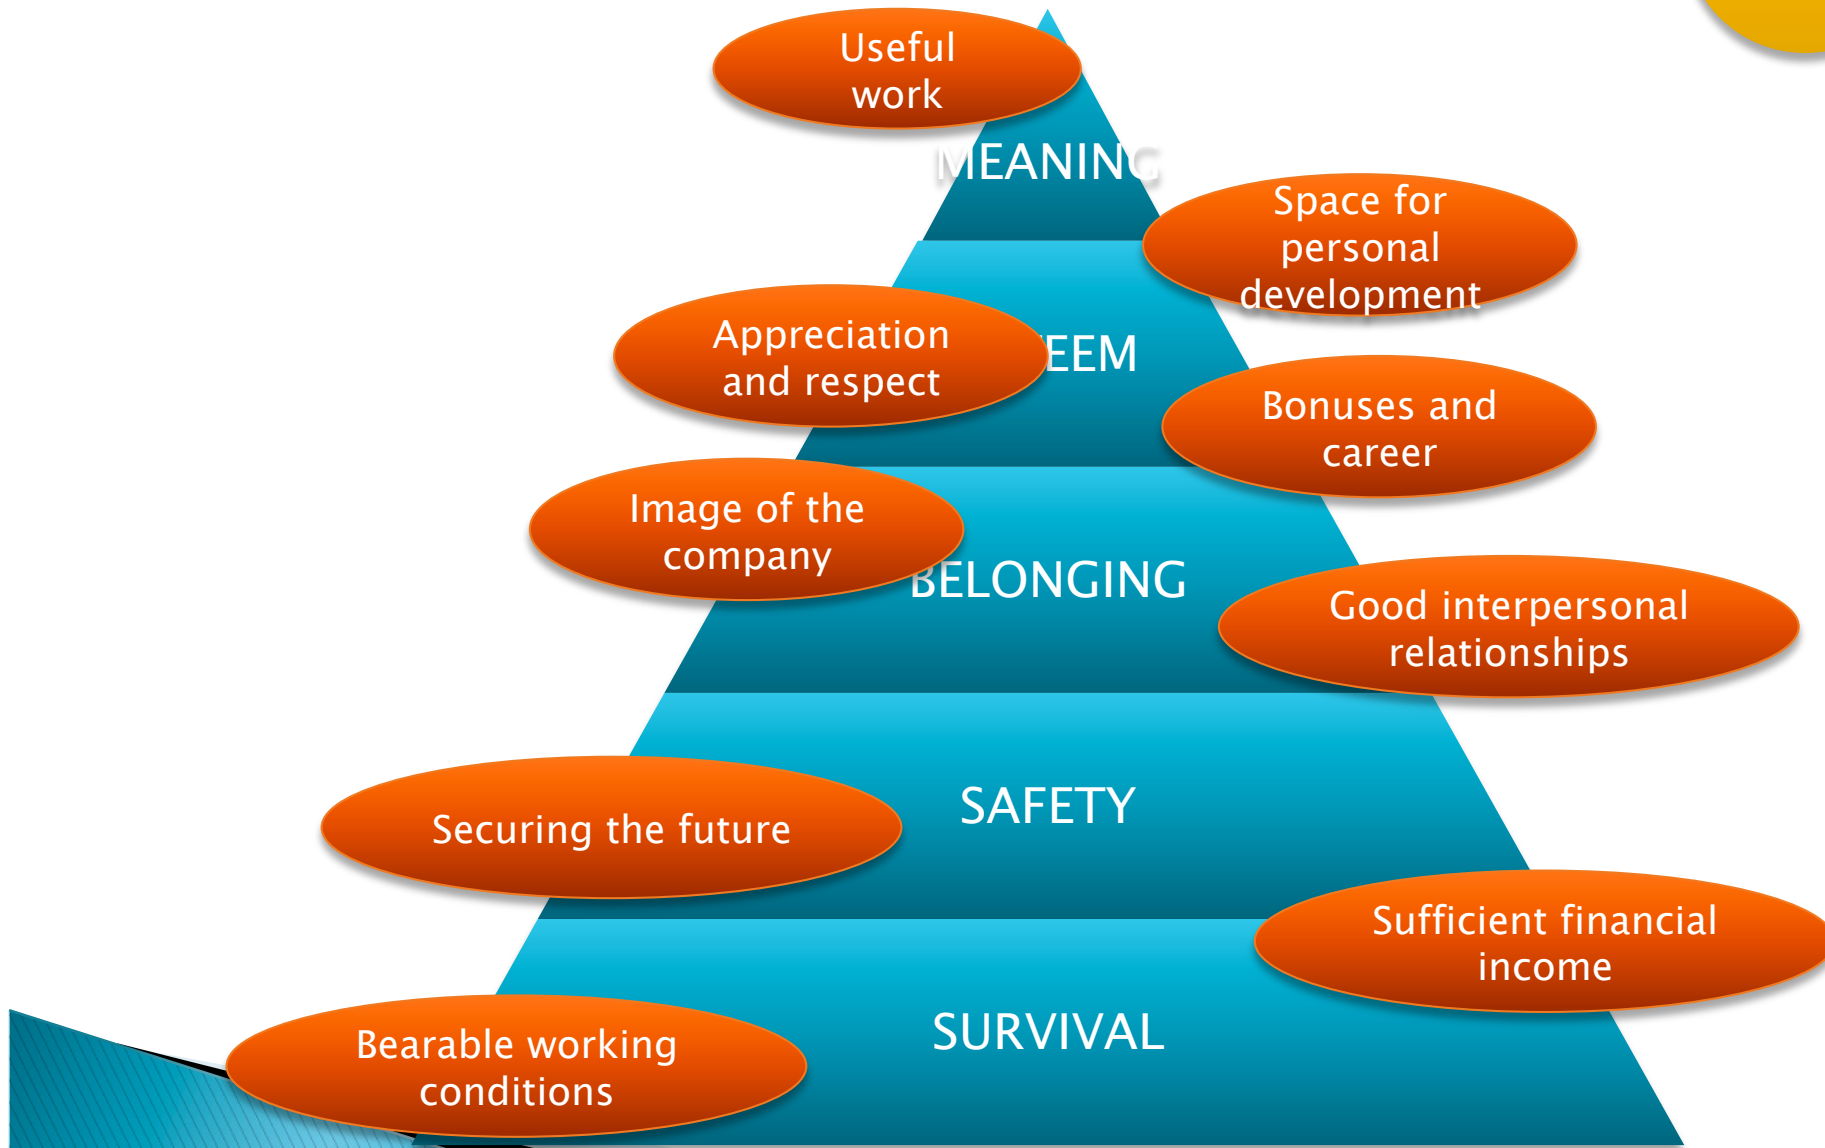 Useful
work
MEANING
Space for
personal
development
Appreciation
and respect
EEM
Bonuses and
career
Image of the
company
BELONGING
Good interpersonal
relationships
SAFETY
Securing the future
Sufficient financial
income
SURVIVAL
Bearable working
conditions